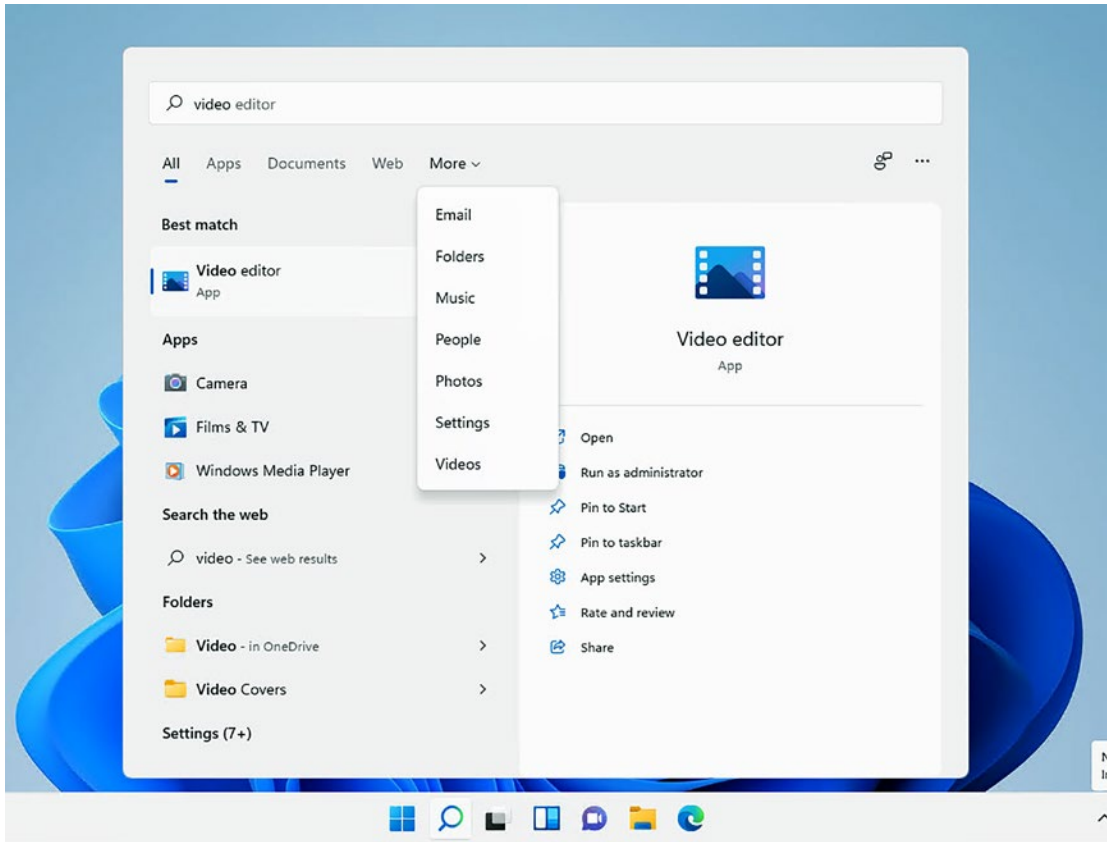 video editor
All Apps Documents Web More
Email
Folders
Music
People
Photos
Settings
Videos
Best match
Video editor
App
Apps
Camera
Films & TV
Windows Media Player
Search the web
video - See web results
Folders
Video - in OneDrive
Video Covers
Settings (7+)
Video editor
App
Open
Run as administrator
Pin to Start
Pin to taskbar
App settings
Rate and review
Share